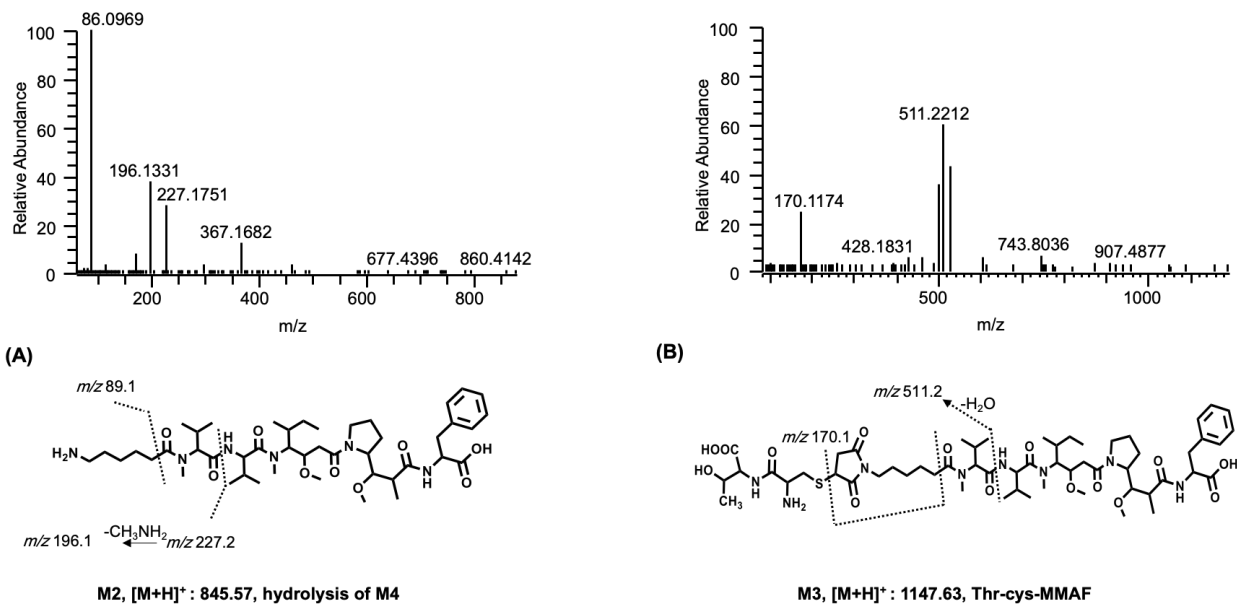 86.0969
100
80
60
40
20
0
Relative Abundance
196.1331
227.1751
367.1682
677.4396
860.4142
200
400
600
800
m/z
(A)
m/z 89.1
H₂N
O
N
O
H
N
O
N
O
O
N
O
O
N
H
OH
O
-CH₃NH₂
m/z 196.1
m/z 227.2
M2, [M+H]⁺ : 845.57, hydrolysis of M4
100
80
60
40
20
0
Relative Abundance
511.2212
170.1174
428.1831
743.8036
907.4877
500
1000
m/z
(B)
m/z 511.2
-H₂O
m/z 170.1
HOOC
HO
CH₃
N
H
O
NH₂
S
O
N
O
O
N
O
H
N
O
N
O
O
N
O
O
N
H
OH
O
M3, [M+H]⁺ : 1147.63, Thr-cys-MMAF